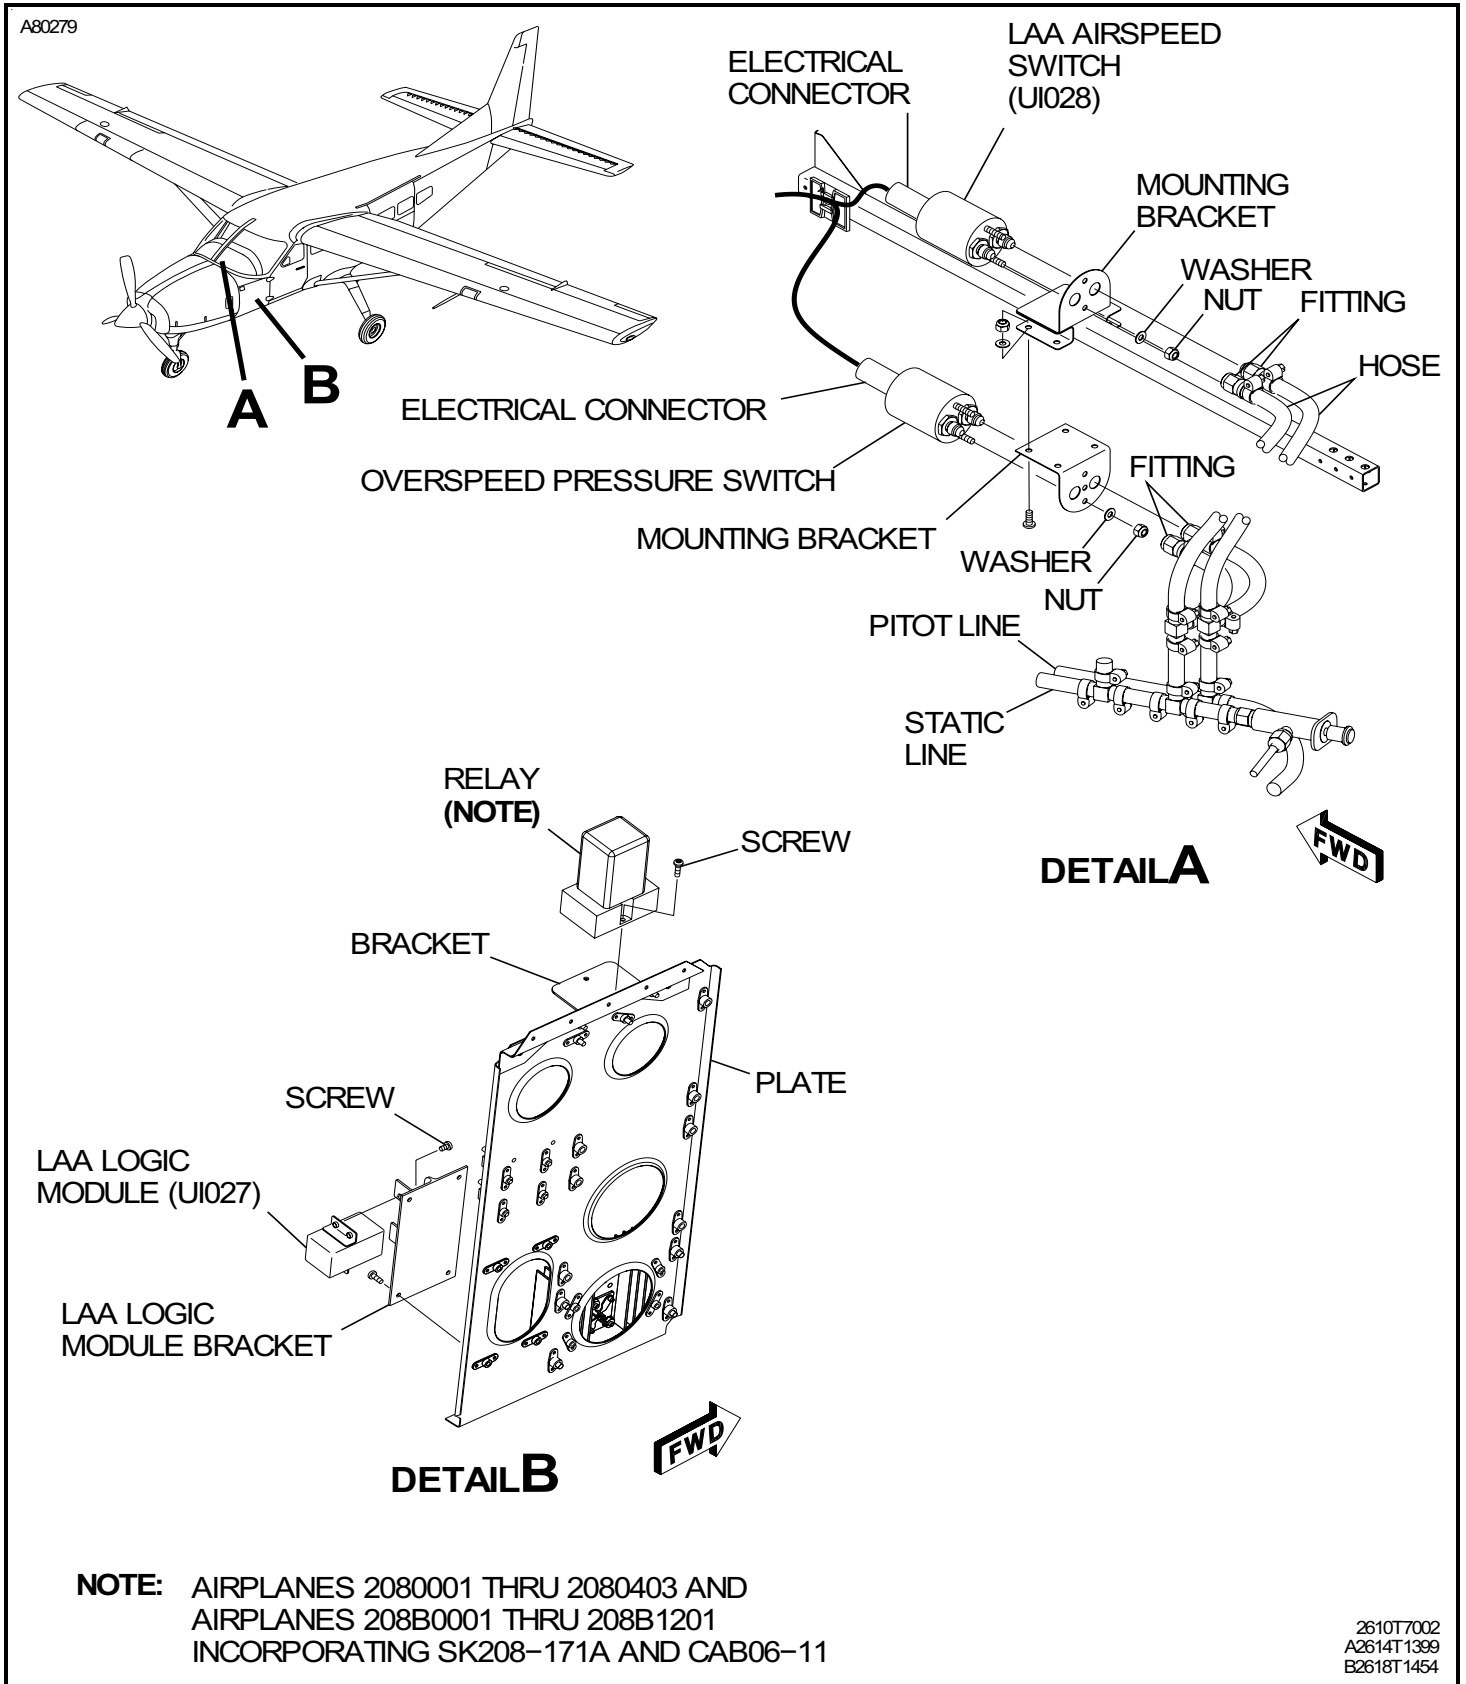 A80279
ELECTRICAL
CONNECTOR
LAA AIRSPEED
SWITCH
(UI028)
MOUNTING
BRACKET
WASHER
NUT
FITTING
HOSE
A
B
ELECTRICAL CONNECTOR
OVERSPEED PRESSURE SWITCH
MOUNTING BRACKET
FITTING
WASHER
NUT
PITOT LINE
STATIC
LINE
FWD
DETAIL A
RELAY
(NOTE)
SCREW
BRACKET
PLATE
SCREW
LAA LOGIC
MODULE (UI027)
LAA LOGIC
MODULE BRACKET
FWD
DETAIL B
NOTE: AIRPLANES 2080001 THRU 2080403 AND
AIRPLANES 208B0001 THRU 208B1201
INCORPORATING SK208−171A AND CAB06−11
2610T7002
A2614T1399
B2618T1454